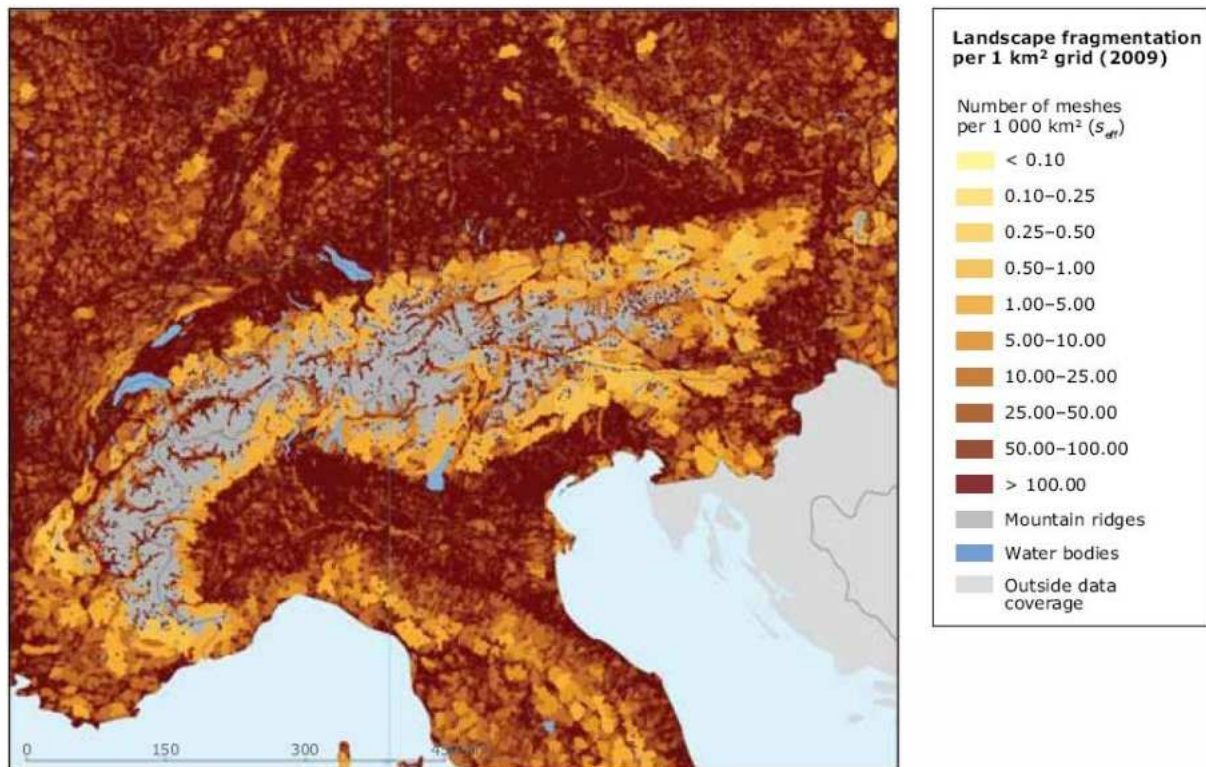 Landscape fragmentation
per 1 km² grid (2009)
Number of meshes
per 1 000 km² (seff)
< 0.10
0.10–0.25
0.25–0.50
0.50–1.00
1.00–5.00
5.00–10.00
10.00–25.00
25.00–50.00
50.00–100.00
> 100.00
Mountain ridges
Water bodies
Outside data
coverage
0 150 300